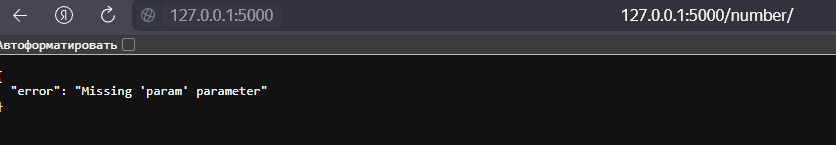 Я 127.0.0.1:5000 127.0.0.1:5000/number/
Автоформатировать
{
"error": "Missing 'param' parameter"
}